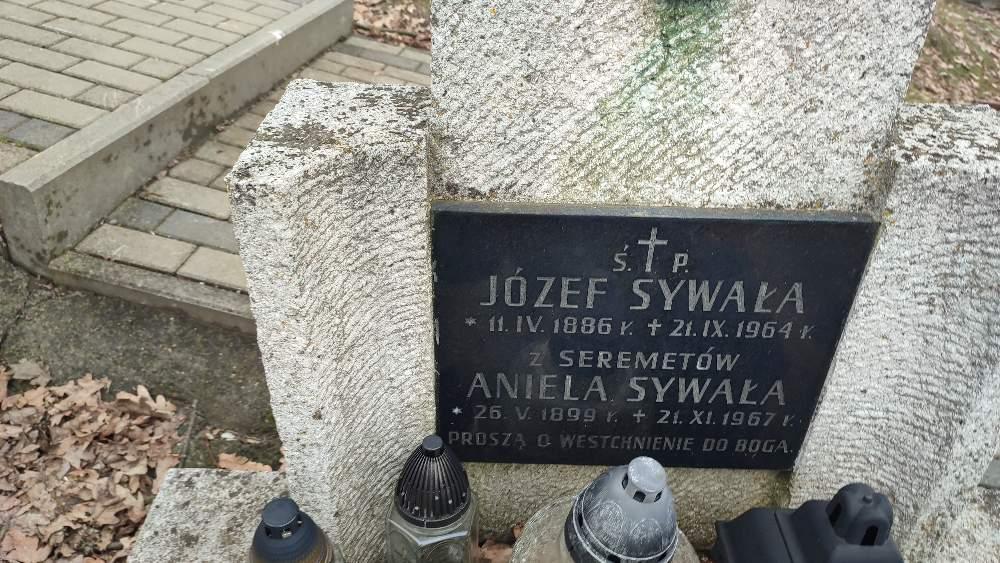 Ś. † P.
JÓZEF SYWAŁA
* 11. IV. 1886 r. + 21. IX. 1964 r.
Z SEREMETÓW
ANIELA SYWAŁA
* 26. V. 1899 r. + 21. XI. 1967 r.
PROSZĄ O WESTCHNIENIE DO BOGA.